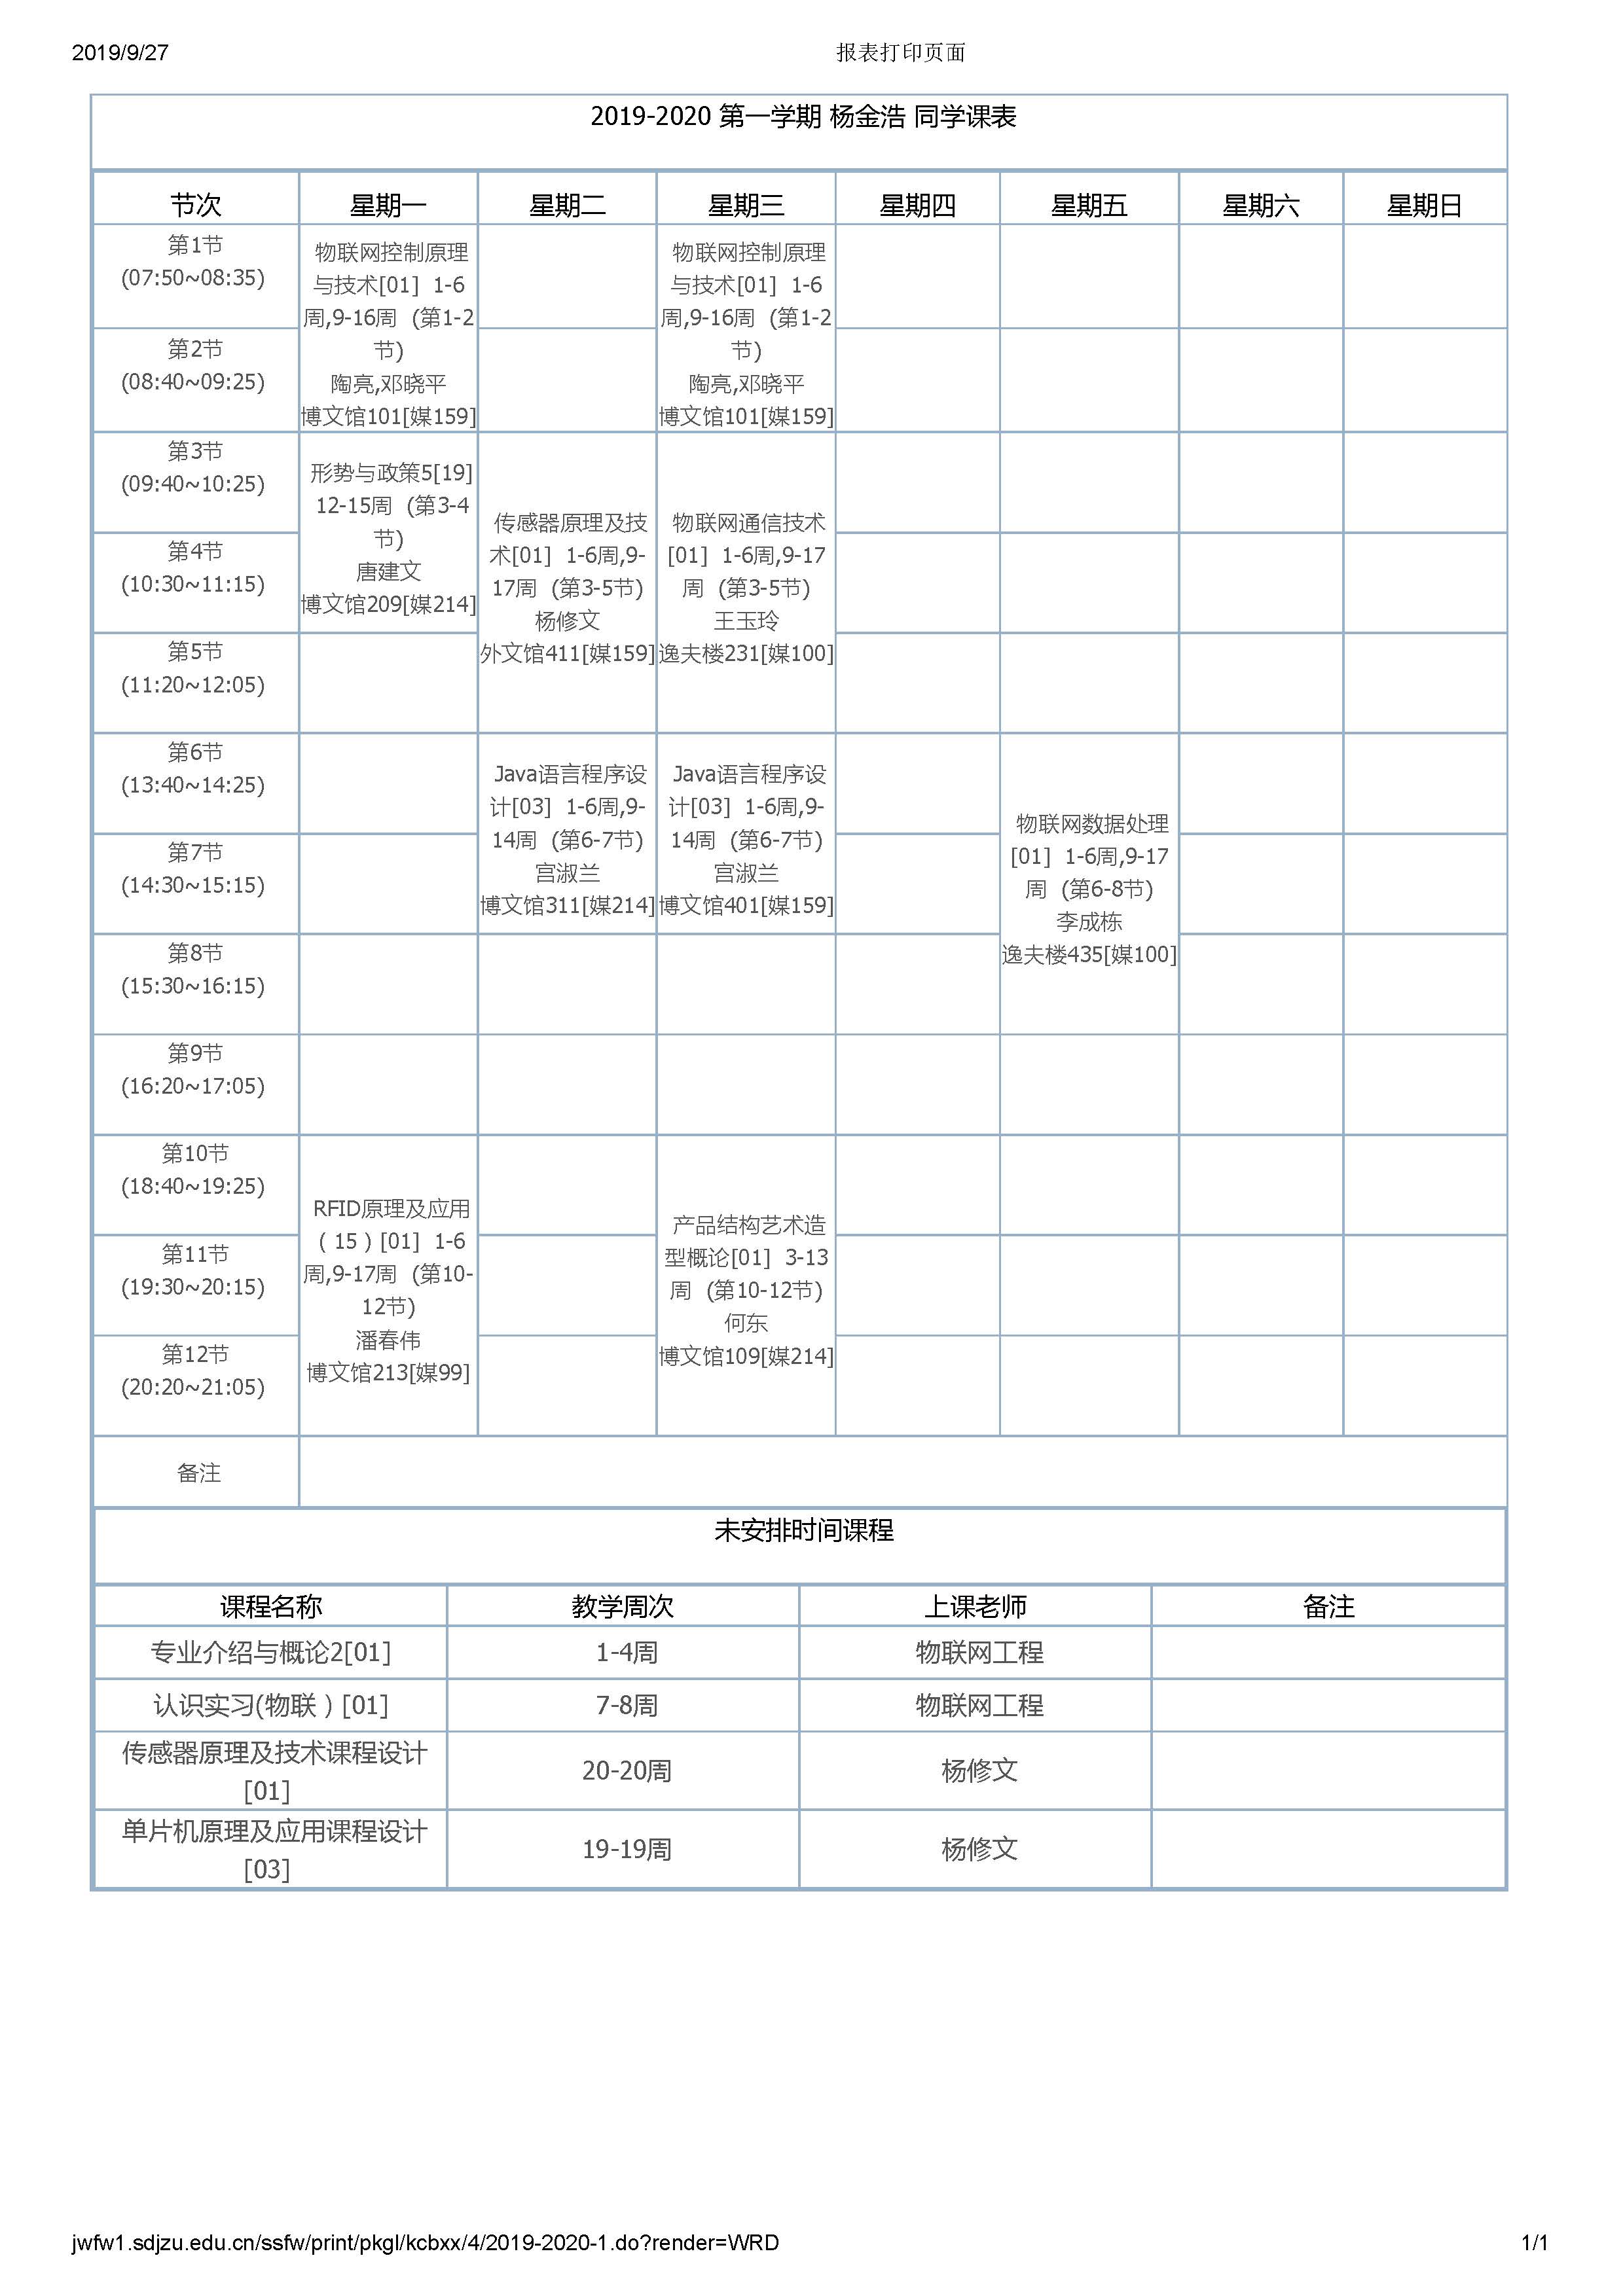 2019/9/27
报表打印页面
2019-2020 第一学期 杨金浩 同学课表
节次
星期一
星期二
星期三
星期四
星期五
星期六
星期日
第1节
(07:50~08:35)
物联网控制原理
与技术[01] 1-6
周,9-16周 (第1-2
节)
陶亮,邓晓平
博文馆101[媒159]
物联网控制原理
与技术[01] 1-6
周,9-16周 (第1-2
节)
陶亮,邓晓平
博文馆101[媒159]
第2节
(08:40~09:25)
第3节
(09:40~10:25)
形势与政策5[19]
12-15周 (第3-4
节)
唐建文
博文馆209[媒214]
传感器原理及技
术[01] 1-6周,9-
17周 (第3-5节)
杨修文
外文馆411[媒159]
物联网通信技术
[01] 1-6周,9-17
周 (第3-5节)
王玉玲
逸夫楼231[媒100]
第4节
(10:30~11:15)
第5节
(11:20~12:05)
第6节
(13:40~14:25)
Java语言程序设
计[03] 1-6周,9-
14周 (第6-7节)
宫淑兰
博文馆311[媒214]
Java语言程序设
计[03] 1-6周,9-
14周 (第6-7节)
宫淑兰
博文馆401[媒159]
物联网数据处理
[01] 1-6周,9-17
周 (第6-8节)
李成栋
逸夫楼435[媒100]
第7节
(14:30~15:15)
第8节
(15:30~16:15)
第9节
(16:20~17:05)
第10节
(18:40~19:25)
RFID原理及应用
（15）[01] 1-6
周,9-17周 (第10-
12节)
潘春伟
博文馆213[媒99]
产品结构艺术造
型概论[01] 3-13
周 (第10-12节)
何东
博文馆109[媒214]
第11节
(19:30~20:15)
第12节
(20:20~21:05)
备注
未安排时间课程
课程名称
教学周次
上课老师
备注
专业介绍与概论2[01]
1-4周
物联网工程
认识实习(物联）[01]
7-8周
物联网工程
传感器原理及技术课程设计
[01]
20-20周
杨修文
单片机原理及应用课程设计
[03]
19-19周
杨修文
jwfw1.sdjzu.edu.cn/ssfw/print/pkgl/kcbxx/4/2019-2020-1.do?render=WRD
1/1